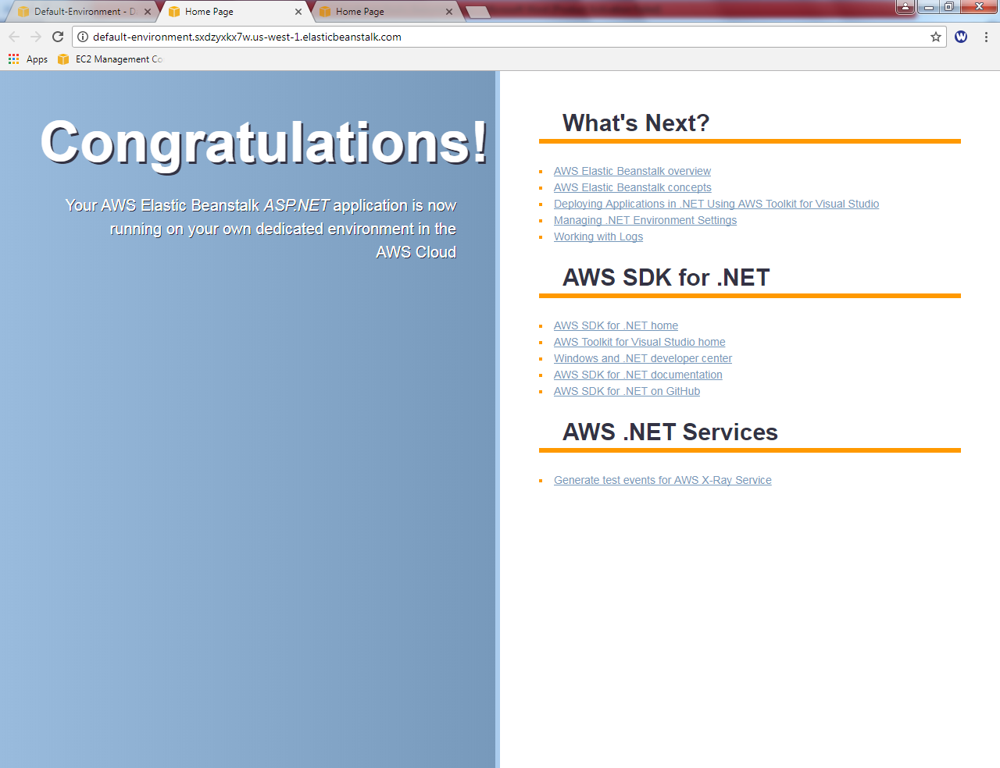 Default-Environment - D
Home Page
Home Page
default-environment.sxdzyxkx7w.us-west-1.elasticbeanstalk.com
W
Apps
EC2 Management Co
Congratulations!
Your AWS Elastic Beanstalk ASP.NET application is now
running on your own dedicated environment in the
AWS Cloud
What's Next?
AWS Elastic Beanstalk overview
AWS Elastic Beanstalk concepts
Deploying Applications in .NET Using AWS Toolkit for Visual Studio
Managing .NET Environment Settings
Working with Logs
AWS SDK for .NET
AWS SDK for .NET home
AWS Toolkit for Visual Studio home
Windows and .NET developer center
AWS SDK for .NET documentation
AWS SDK for .NET on GitHub
AWS .NET Services
Generate test events for AWS X-Ray Service